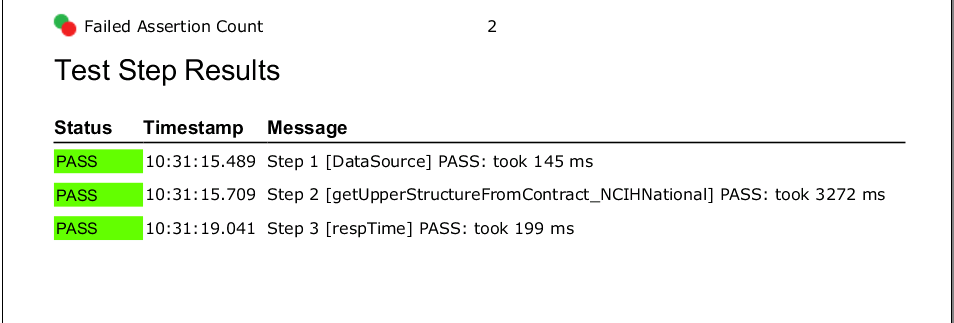 Failed Assertion Count 2
Test Step Results
Status Timestamp Message
PASS 10:31:15.489 Step 1 [DataSource] PASS: took 145 ms
PASS 10:31:15.709 Step 2 [getUpperStructureFromContract_NCIHNational] PASS: took 3272 ms
PASS 10:31:19.041 Step 3 [respTime] PASS: took 199 ms